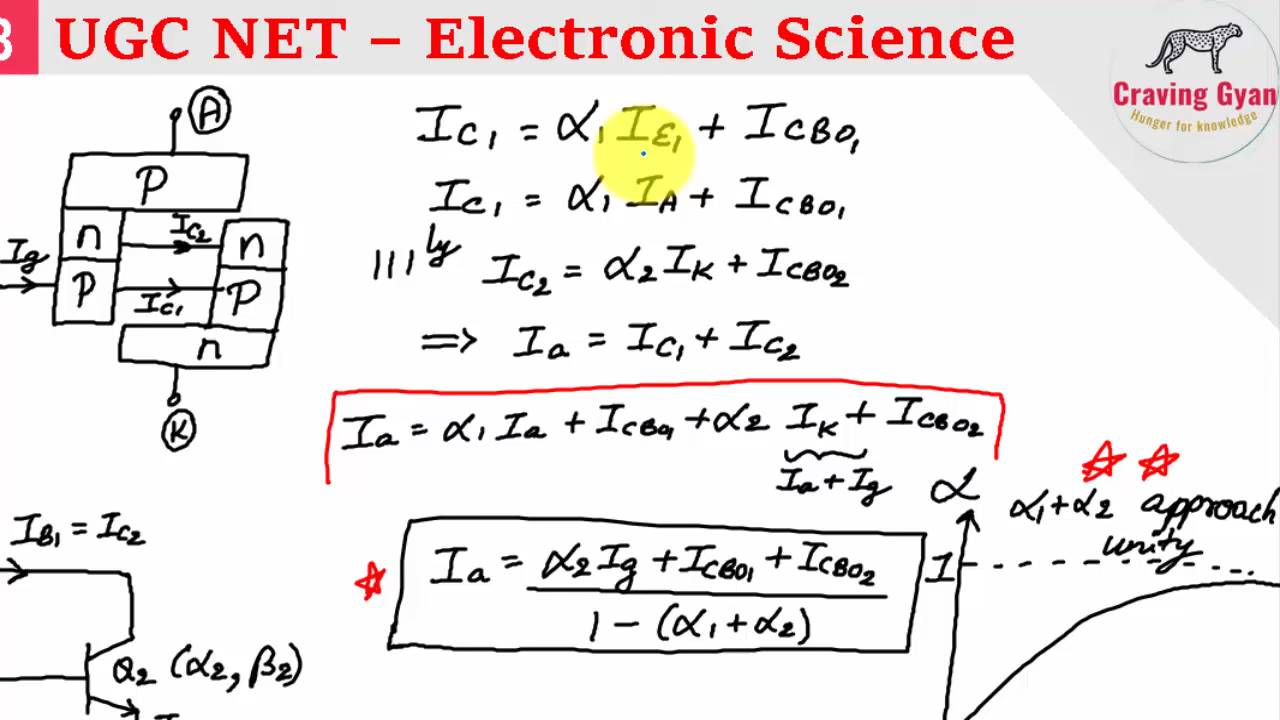 3 UGC NET – Electronic Science
Craving Gyan
Hunger for knowledge
A
P
n IC2 n
Ig P IC1 P
n
K
IC1 = α1 IE1 + ICBO1
IC1 = α1 IA + ICBO1
|||ly IC2 = α2 IK + ICBO2
⇒ Ia = IC1 + IC2
Ia = α1 Ia + ICBO1 + α2 IK + ICBO2
Ia + Ig
Ia = α2 Ig + ICBO1 + ICBO2
1 - (α1 + α2)
α
α1 + α2 approach
unity
1
IB1 = IC2
Q2 (α2, β2)